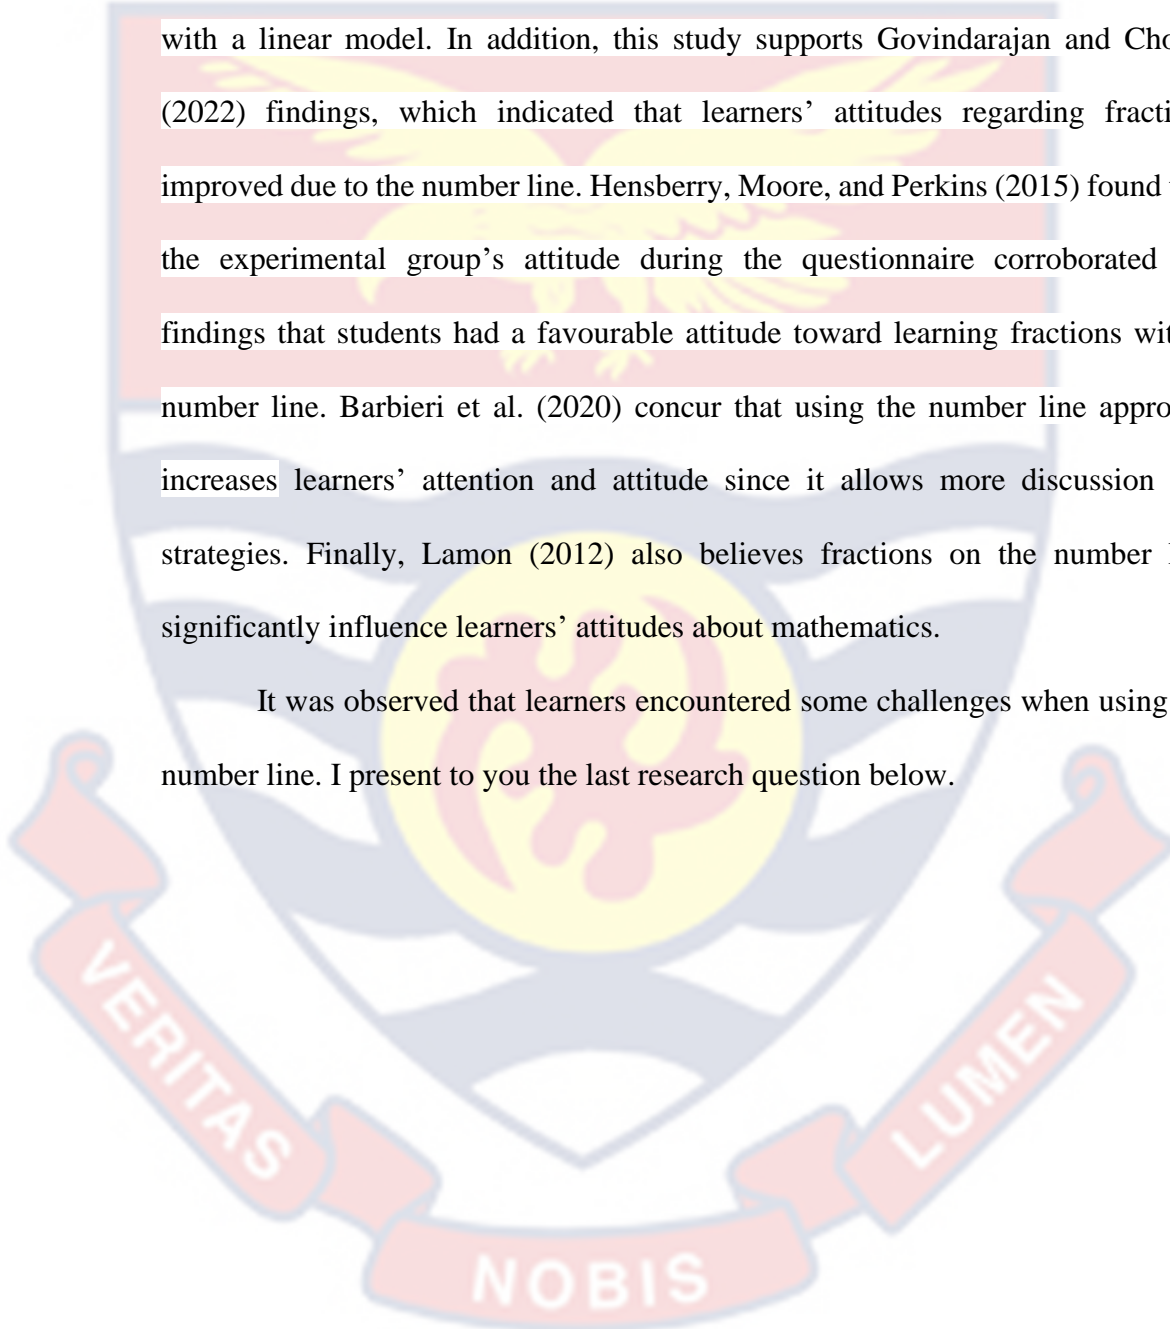 with a linear model. In addition, this study supports Govindarajan and
(2022) findings, which indicated that learners’ attitudes regarding
improved due to the number line. Hensberry, Moore, and Perkins (2015) found
the experimental group’s attitude during the questionnaire corroborated
findings that students had a favourable attitude toward learning fractions
number line. Barbieri et al. (2020) concur that using the number line
increases learners’ attention and attitude since it allows more discussion
strategies. Finally, Lamon (2012) also believes fractions on the number
significantly influence learners’ attitudes about mathematics.
It was observed that learners encountered some challenges when using
number line. I present to you the last research question below.
VERITAS
NOBIS
LUMEN